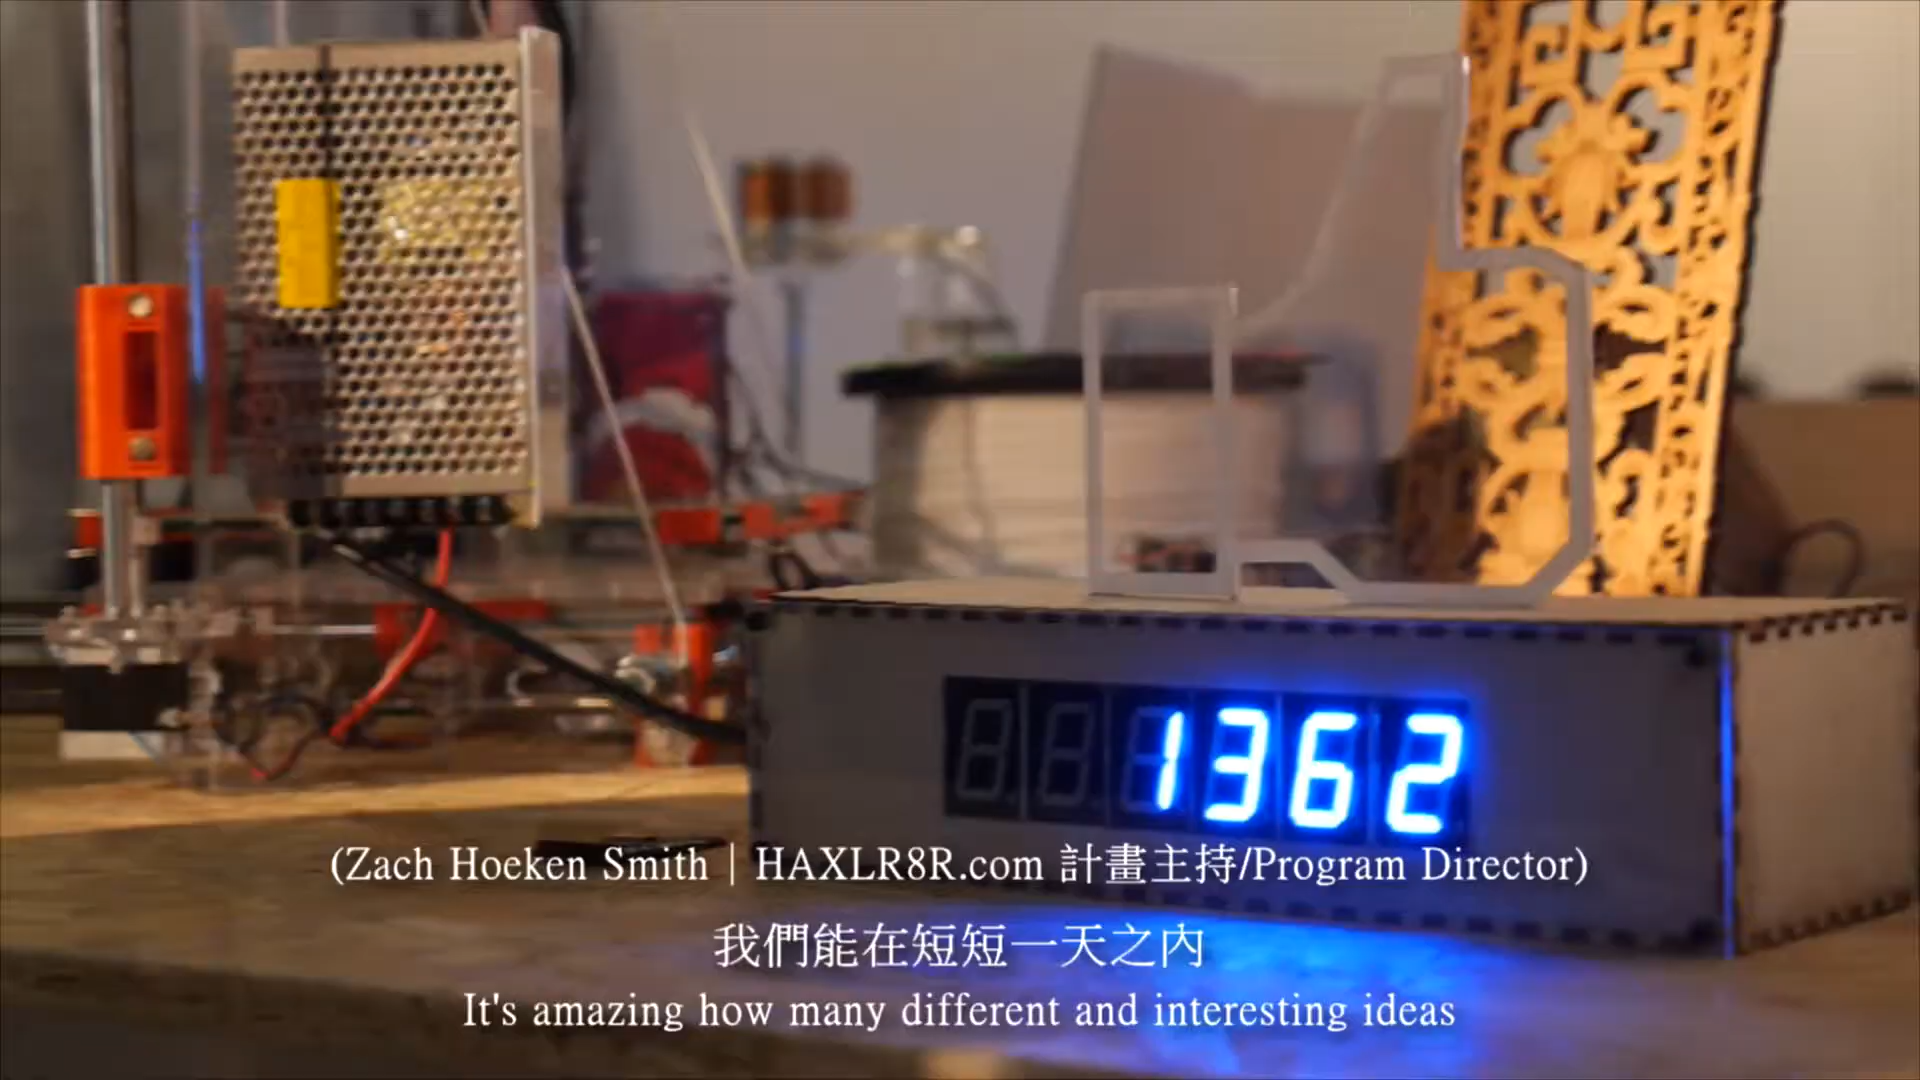 1362
(Zach Hoeken Smith | HAXLR8R.com 計畫主持/Program Director)
我們能在短短一天之內
It's amazing how many different and interesting ideas